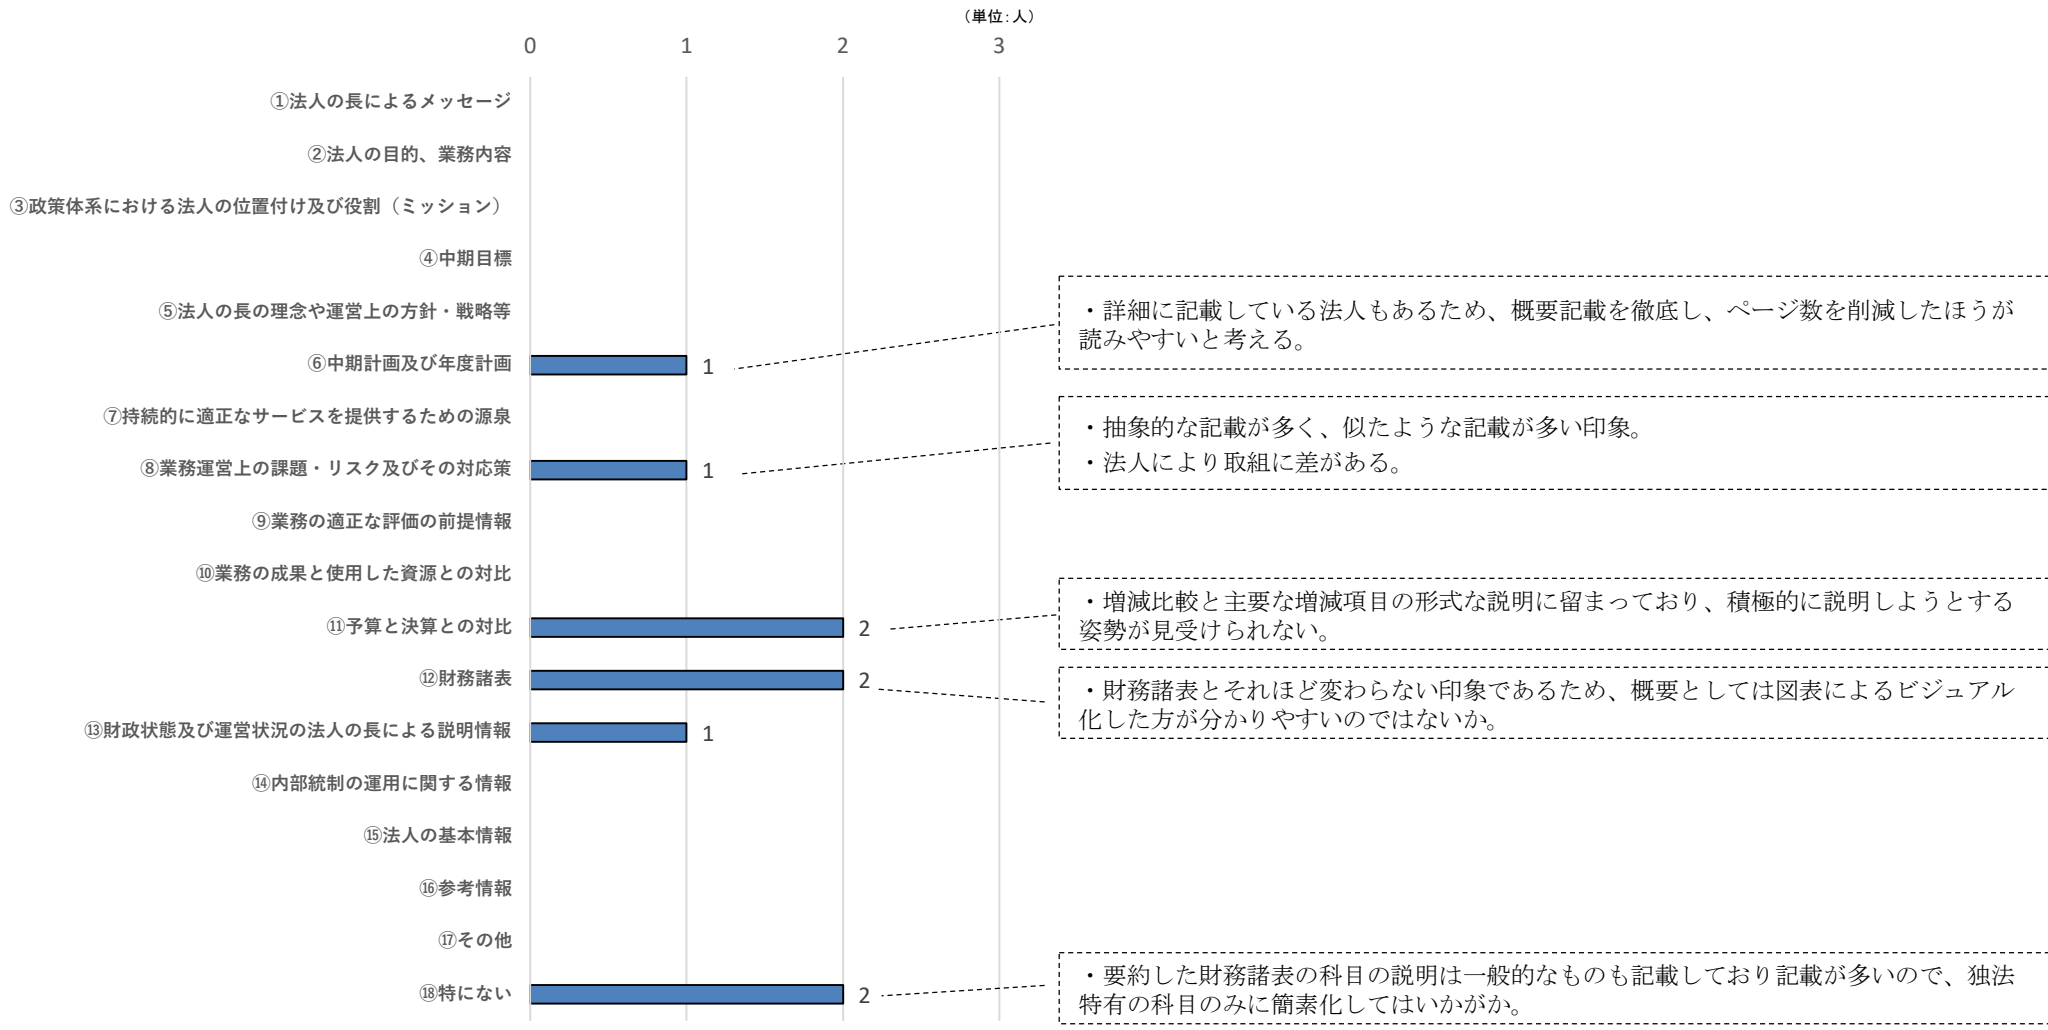 （単位：人）
0 1 2 3
①法人の長によるメッセージ
②法人の目的、業務内容
③政策体系における法人の位置付け及び役割（ミッション）
④中期目標
⑤法人の長の理念や運営上の方針・戦略等
⑥中期計画及び年度計画 1
・詳細に記載している法人もあるため、概要記載を徹底し、ページ数を削減したほうが
読みやすいと考える。
⑦持続的に適正なサービスを提供するための源泉
⑧業務運営上の課題・リスク及びその対応策 1
・抽象的な記載が多く、似たような記載が多い印象。
・法人により取組に差がある。
⑨業務の適正な評価の前提情報
⑩業務の成果と使用した資源との対比
⑪予算と決算との対比 2
・増減比較と主要な増減項目の形式な説明に留まっており、積極的に説明しようとする
姿勢が見受けられない。
⑫財務諸表 2
・財務諸表とそれほど変わらない印象であるため、概要としては図表によるビジュアル
化した方が分かりやすいのではないか。
⑬財政状態及び運営状況の法人の長による説明情報 1
⑭内部統制の運用に関する情報
⑮法人の基本情報
⑯参考情報
⑰その他
⑱特にない 2
・要約した財務諸表の科目の説明は一般的なものも記載しており記載が多いので、独法
特有の科目のみに簡素化してはいかがか。